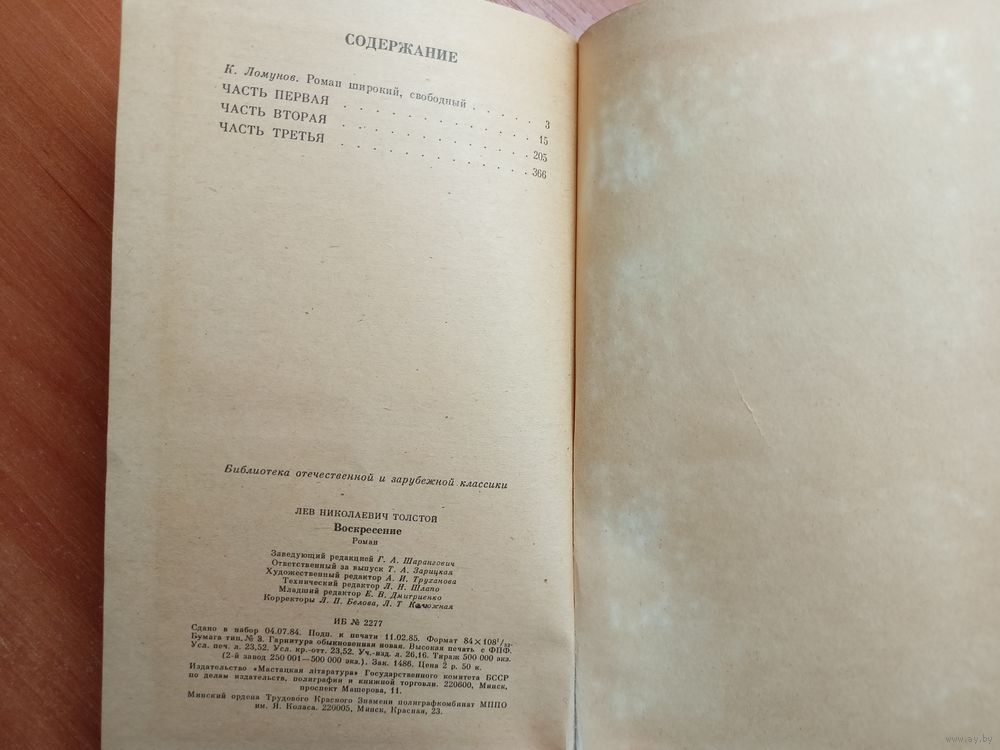 СОДЕРЖАНИЕ
К. Ломунов. Роман широкий, свободный . . . . . 3
ЧАСТЬ ПЕРВАЯ . . . . . . . . . . . . 15
ЧАСТЬ ВТОРАЯ . . . . . . . . . . . . 205
ЧАСТЬ ТРЕТЬЯ . . . . . . . . . . . . 366
Библиотека отечественной и зарубежной классики
ЛЕВ НИКОЛАЕВИЧ ТОЛСТОЙ
Воскресение
Роман
Заведующий редакцией Г. А. Шарангович
Ответственный за выпуск Т. А. Зарицкая
Художественный редактор А. И. Труханова
Технический редактор Л. Н. Шлапо
Младший редактор Е. В. Дмитриенко
Корректоры Л. П. Белова, Л. Т Калюжная
ИБ № 2277
Сдано в набор 04.07.84. Подп. к печати 11.02.85. Формат 84×108¹/₃₂.
Бумага тип. № 3. Гарнитура обыкновенная новая. Высокая печать с ФПФ.
Усл. печ. л. 23,52. Усл. кр.-отт. 23,52. Уч.-изд. л. 26,16. Тираж 500 000 экз.
(2-й завод 250 001—500 000 экз.). Зак. 1486. Цена 2 р. 50 к.
Издательство «Мастацкая літаратура» Государственного комитета БССР
по делам издательств, полиграфии и книжной торговли. 220600, Минск,
проспект Машерова, 11.
Минский ордена Трудового Красного Знамени полиграфкомбинат МППО
им. Я. Коласа. 220005, Минск, Красная, 23.
www.ay.by